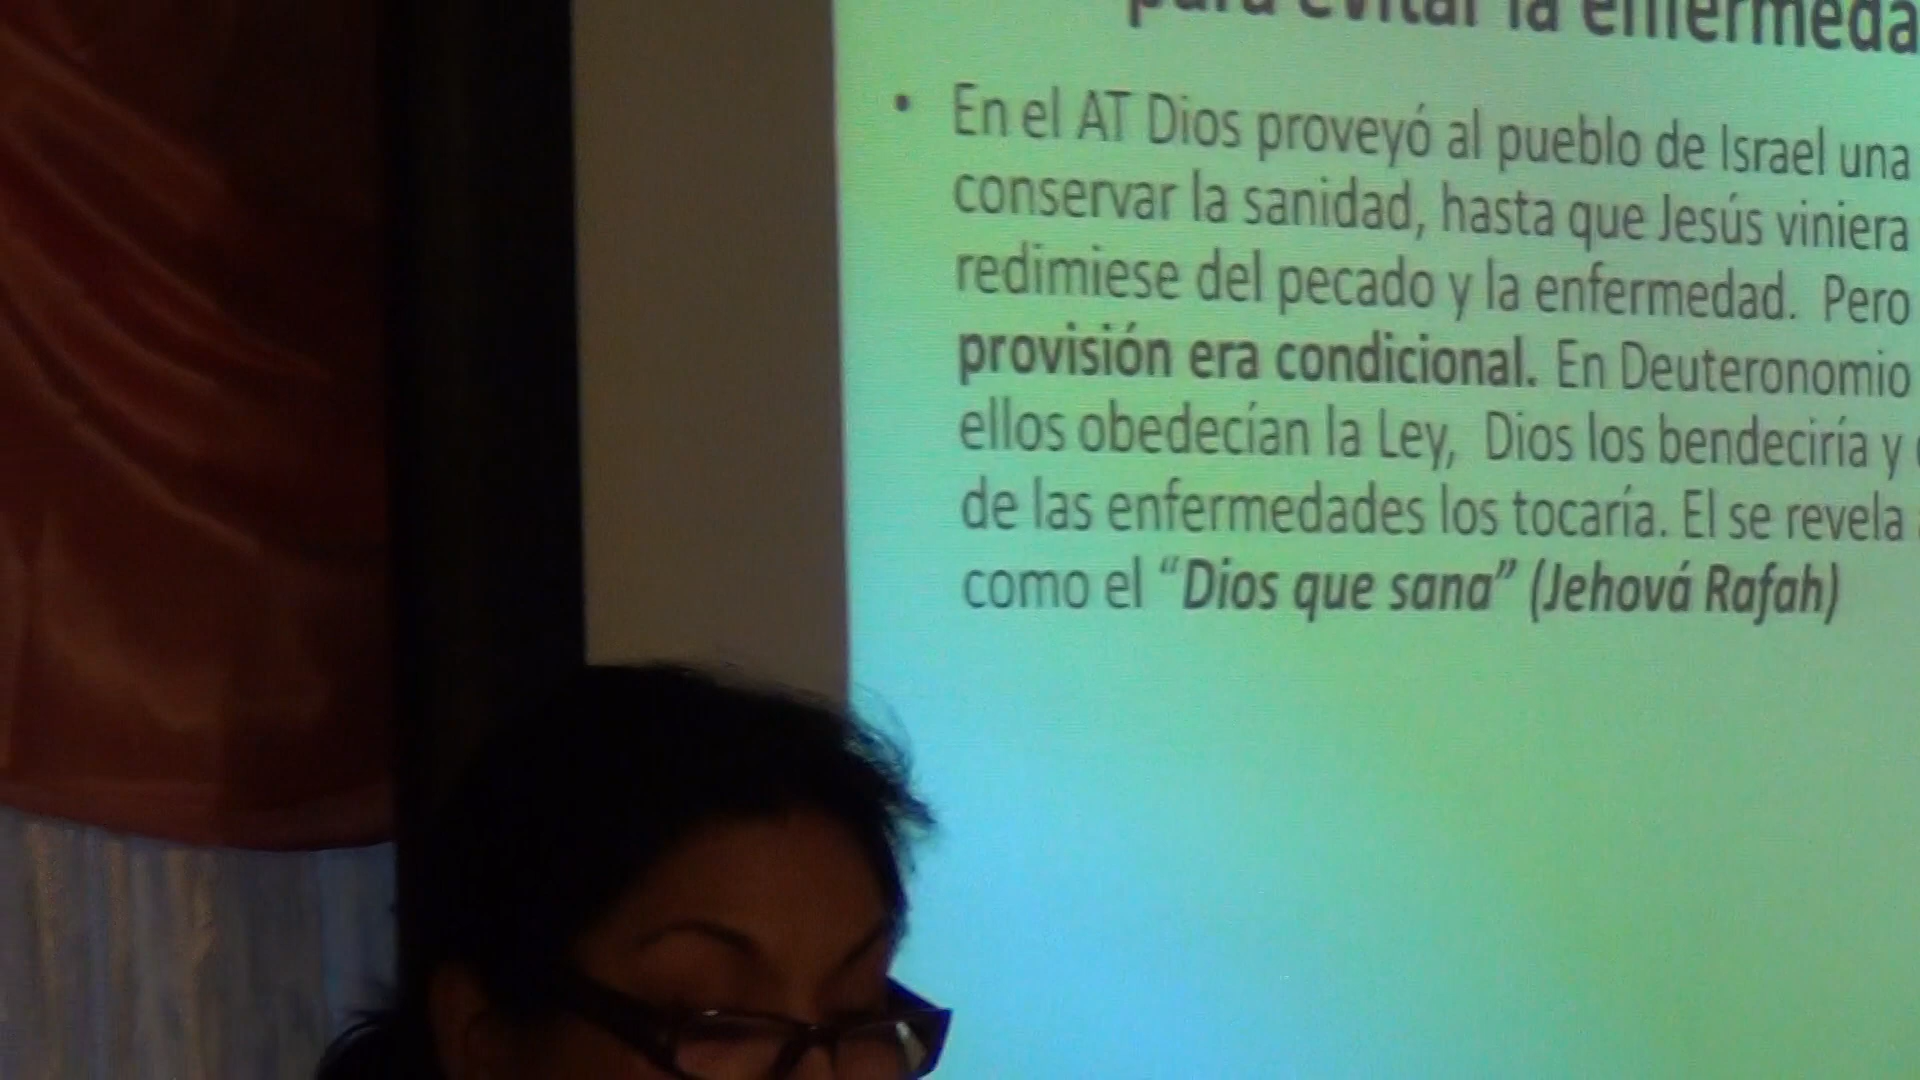 para evitar la enfermeda
• En el AT Dios proveyó al pueblo de Israel una
conservar la sanidad, hasta que Jesús viniera
redimiese del pecado y la enfermedad. Pero
provisión era condicional. En Deuteronomio
ellos obedecían la Ley, Dios los bendeciría y
de las enfermedades los tocaría. El se revela
como el “Dios que sana” (Jehová Rafah)